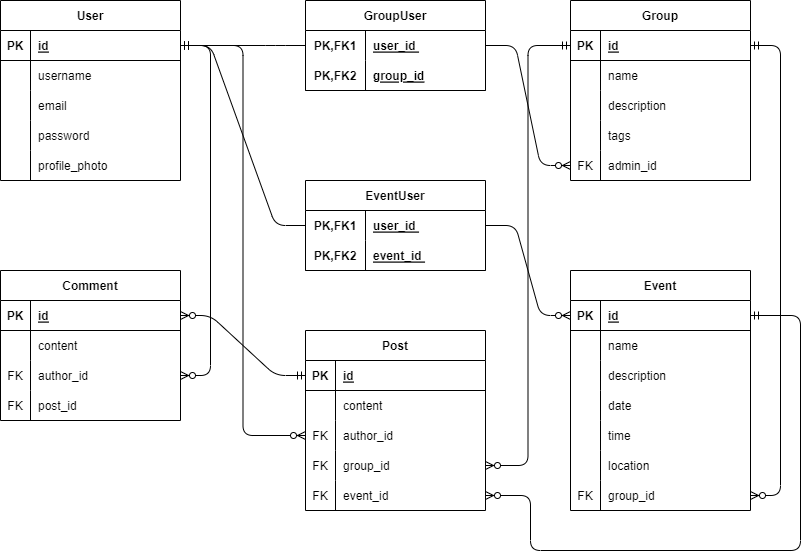 User
PK id
username
email
password
profile_photo
GroupUser
PK,FK1 user_id
PK,FK2 group_id
Group
PK id
name
description
tags
FK admin_id
EventUser
PK,FK1 user_id
PK,FK2 event_id
Comment
PK id
content
FK author_id
FK post_id
Post
PK id
content
FK author_id
FK group_id
FK event_id
Event
PK id
name
description
date
time
location
FK group_id